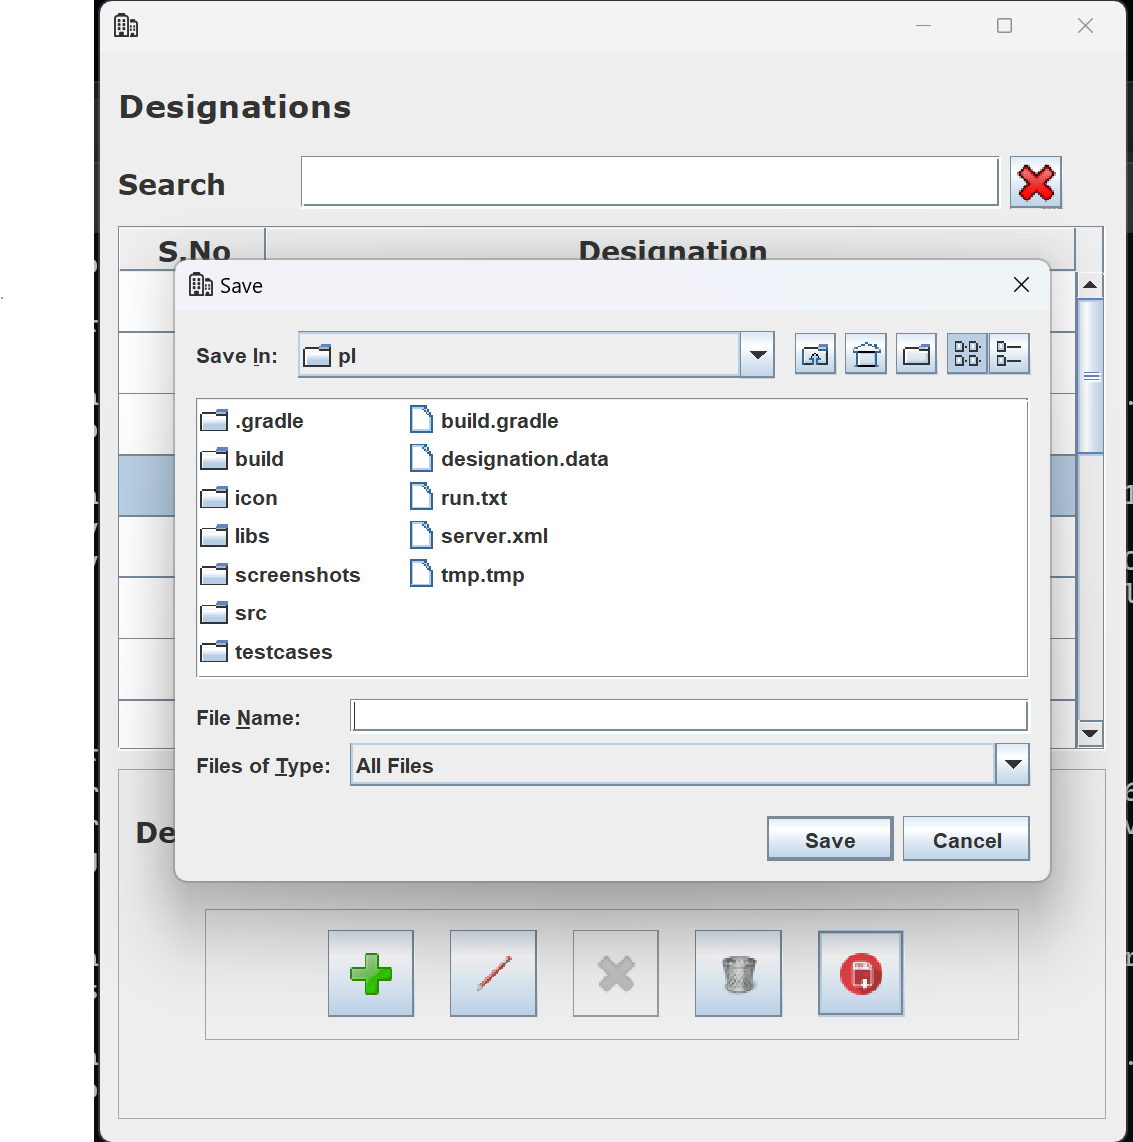 Designations
Search
S.No Designation
Save
Save In: pl
.gradle
build
icon
libs
screenshots
src
testcases
build.gradle
designation.data
run.txt
server.xml
tmp.tmp
File Name:
Files of Type: All Files
Save Cancel
De